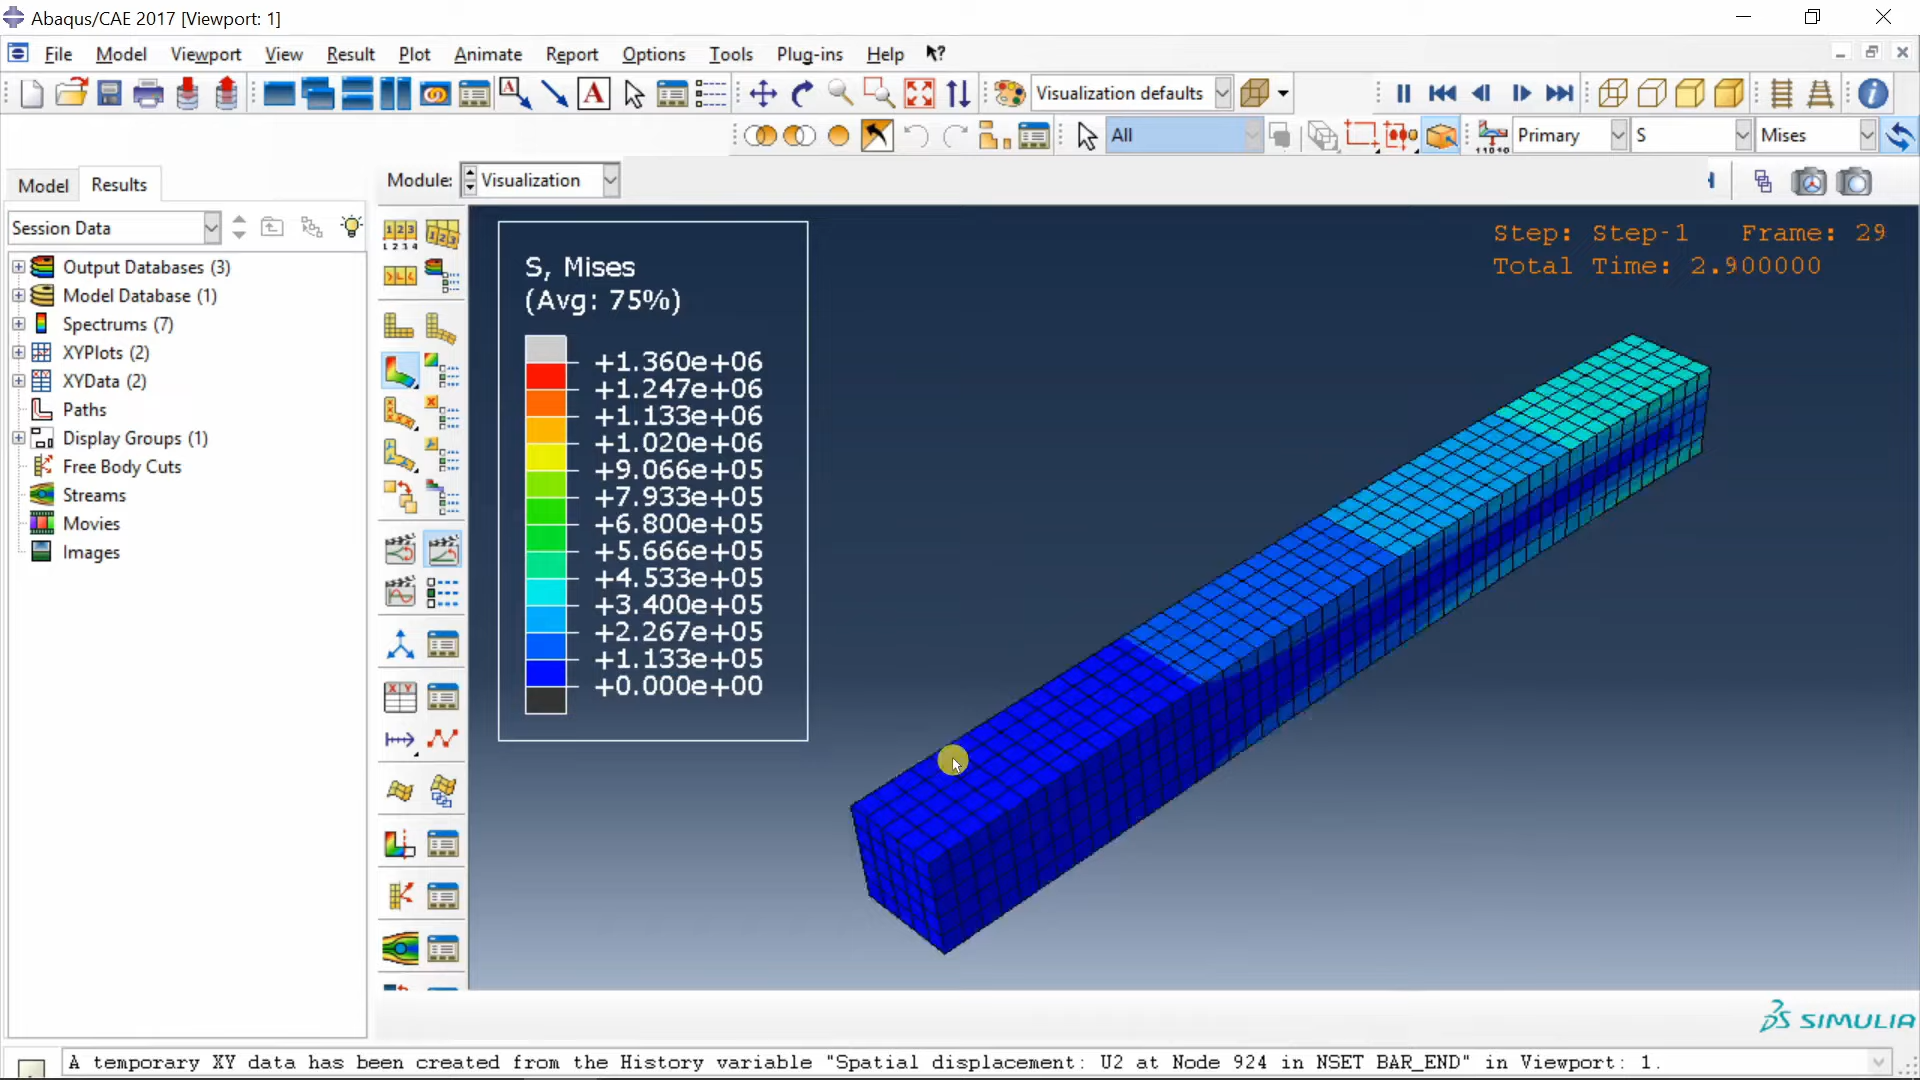 Abaqus/CAE 2017 [Viewport: 1]
File Model Viewport View Result Plot Animate Report Options Tools Plug-ins Help
Visualization defaults
All Primary S Mises
Model Results Module: Visualization
Session Data
Output Databases (3)
Model Database (1)
Spectrums (7)
XYPlots (2)
XYData (2)
Paths
Display Groups (1)
Free Body Cuts
Streams
Movies
Images
S, Mises
(Avg: 75%)
+1.360e+06
+1.247e+06
+1.133e+06
+1.020e+06
+9.066e+05
+7.933e+05
+6.800e+05
+5.666e+05
+4.533e+05
+3.400e+05
+2.267e+05
+1.133e+05
+0.000e+00
Step: Step-1 Frame: 29
Total Time: 2.900000
SIMULIA
A temporary XY data has been created from the History variable "Spatial displacement: U2 at Node 924 in NSET BAR_END" in Viewport: 1.